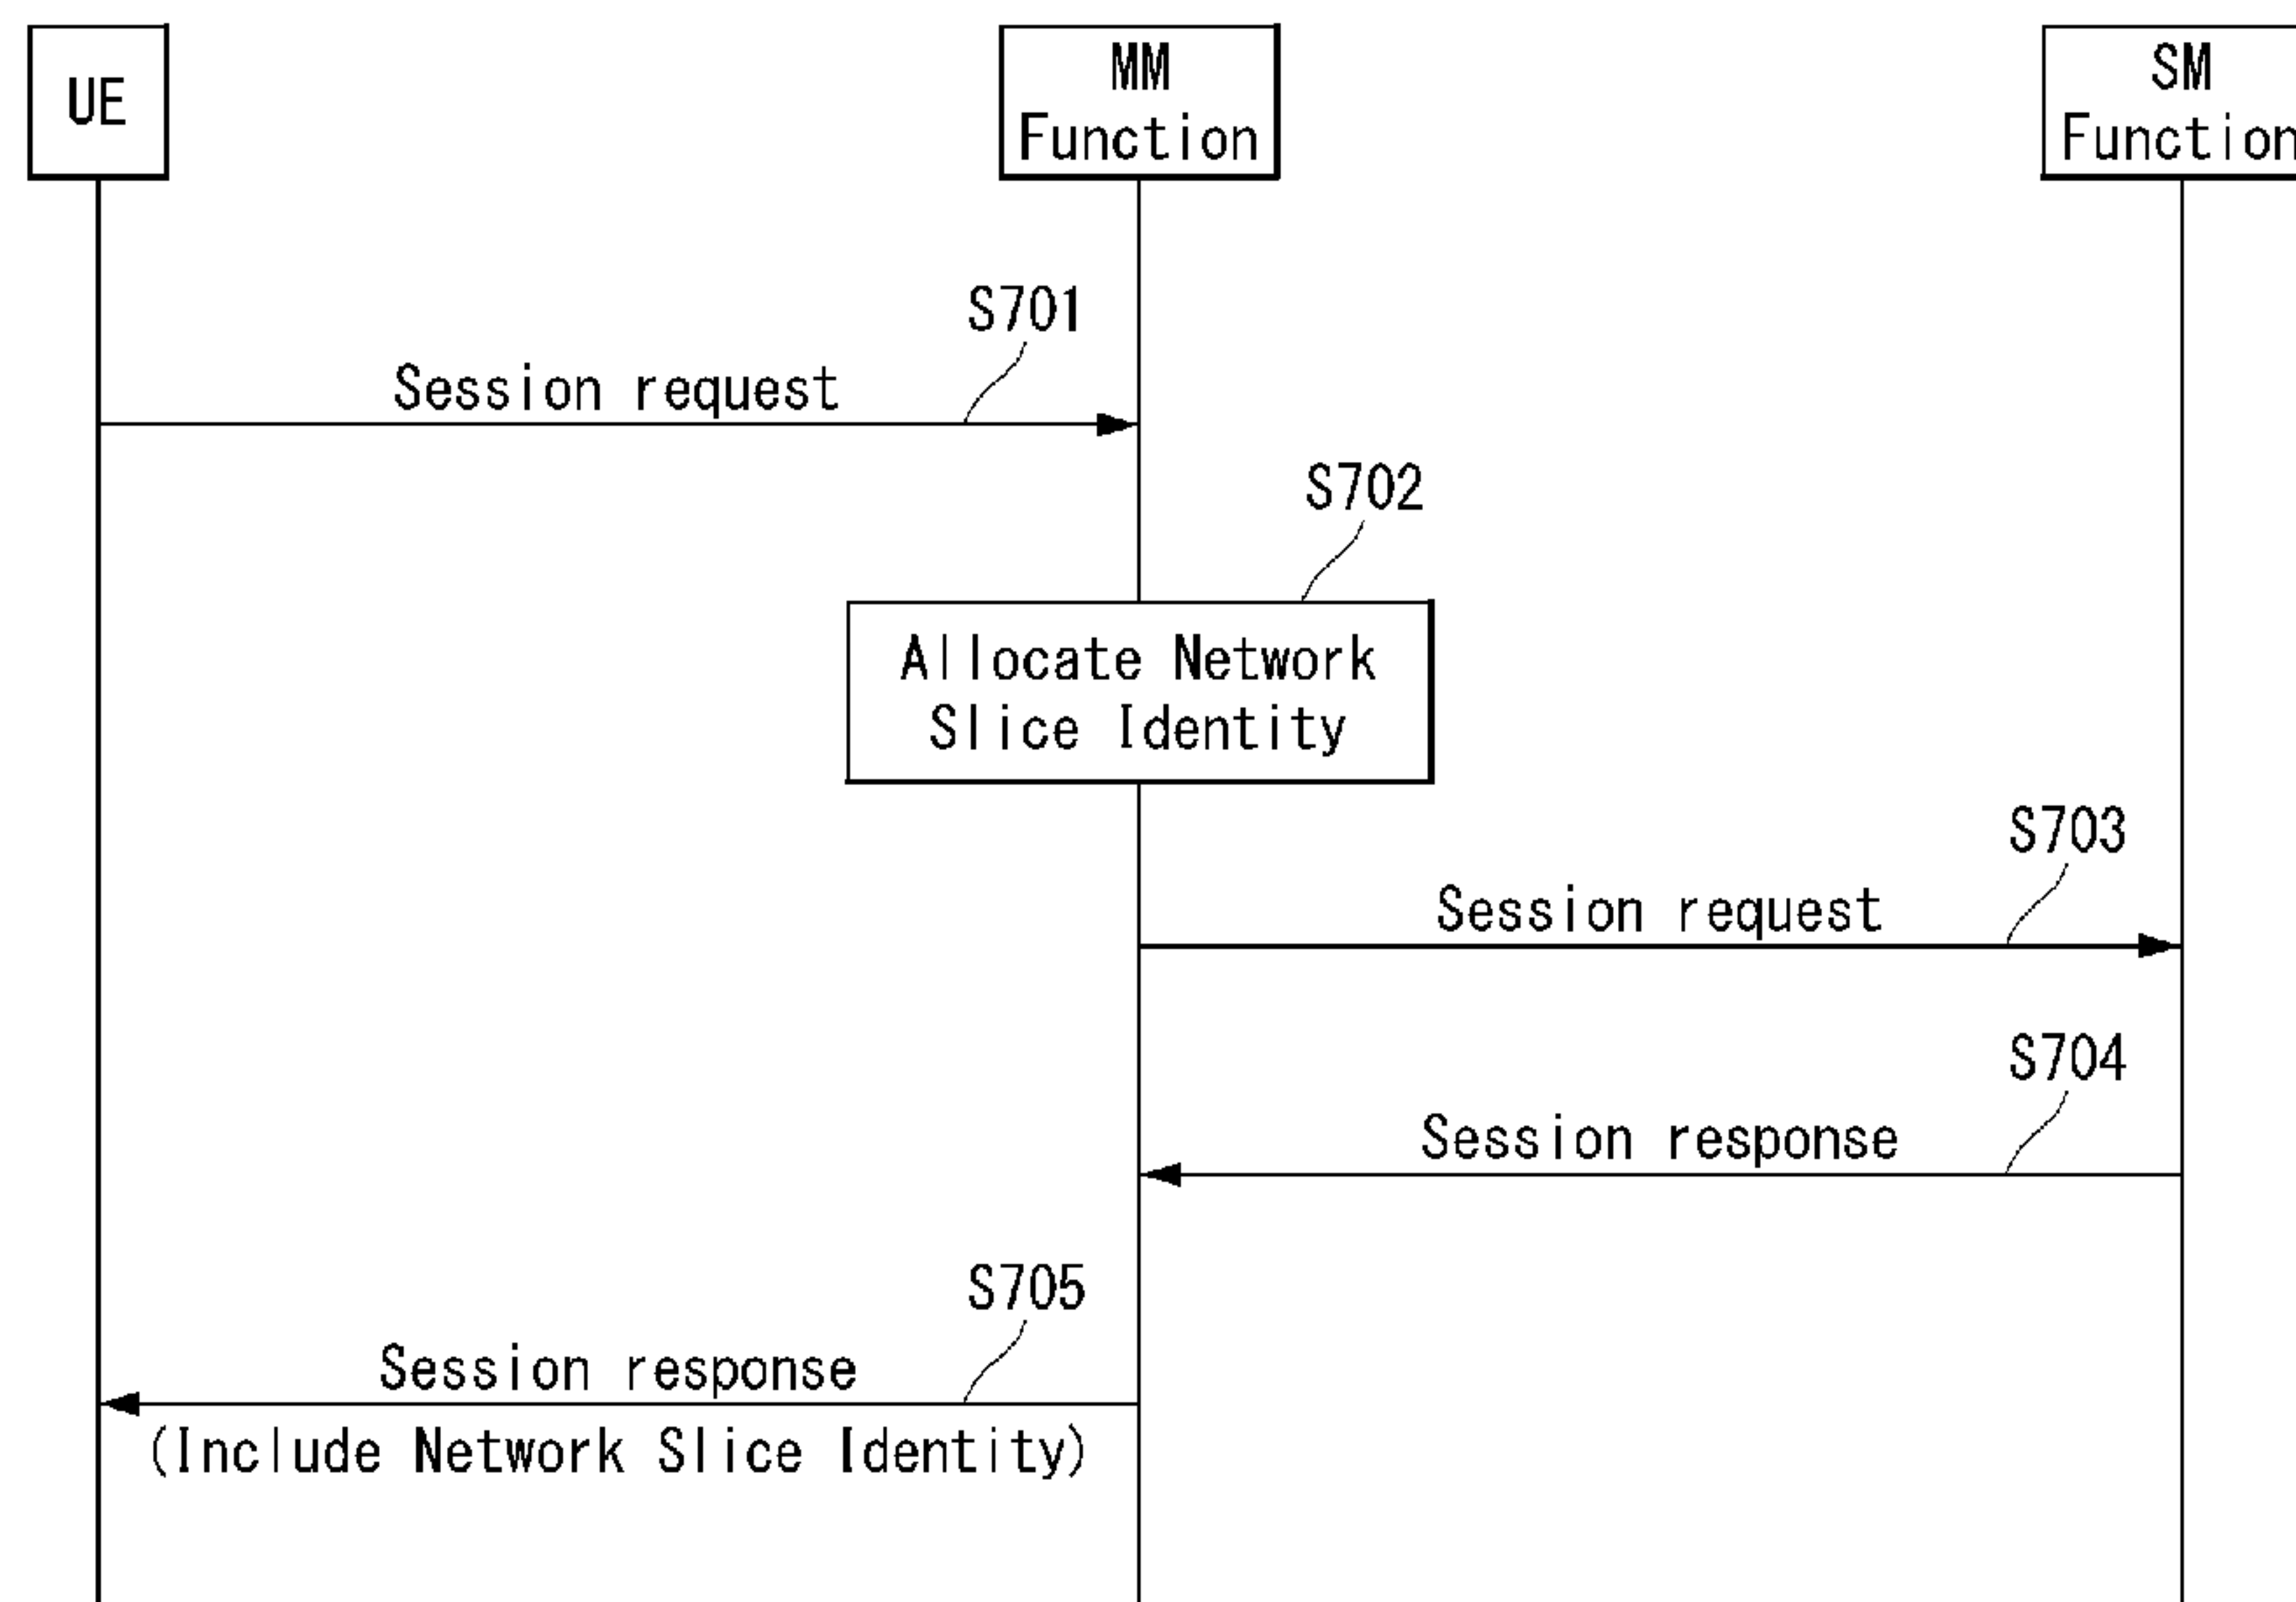 UE
MM
Function
SM
Function
S701
Session request
S702
Allocate Network
Slice Identity
S703
Session request
S704
Session response
S705
Session response
(Include Network Slice Identity)